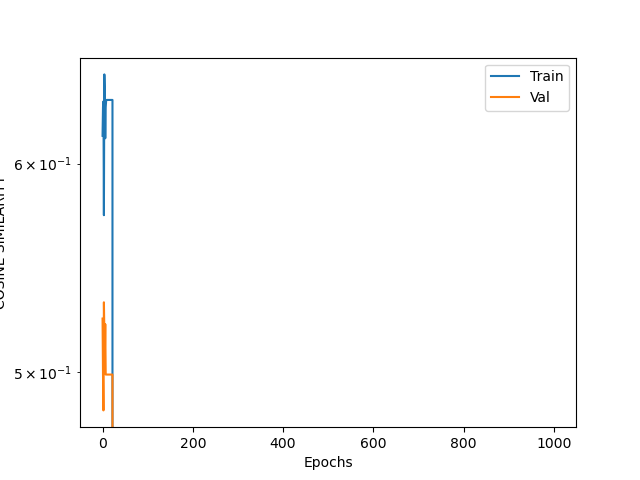 Train
Val
6 × 10⁻¹
5 × 10⁻¹
COSINE SIMILARITY
0 200 400 600 800 1000
Epochs